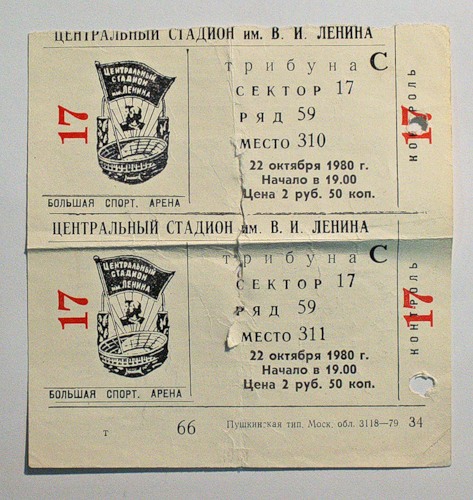 ЦЕНТРАЛЬНЫЙ СТАДИОН им. В. И. ЛЕНИНА
трибуна С
СЕКТОР 17
РЯД 59
МЕСТО 310
22 октября 1980 г.
Начало в 19.00
Цена 2 руб. 50 коп.
17
ЦЕНТРАЛЬНЫЙ
СТАДИОН
им. ЛЕНИНА
БОЛЬШАЯ СПОРТ. АРЕНА
КОНТРОЛЬ
17
ЦЕНТРАЛЬНЫЙ СТАДИОН им. В. И. ЛЕНИНА
трибуна С
СЕКТОР 17
РЯД 59
МЕСТО 311
22 октября 1980 г.
Начало в 19.00
Цена 2 руб. 50 коп.
17
ЦЕНТРАЛЬНЫЙ
СТАДИОН
им. ЛЕНИНА
БОЛЬШАЯ СПОРТ. АРЕНА
КОНТРОЛЬ
17
т 66 Пушкинская тип. Моск. обл. 3118—79 34